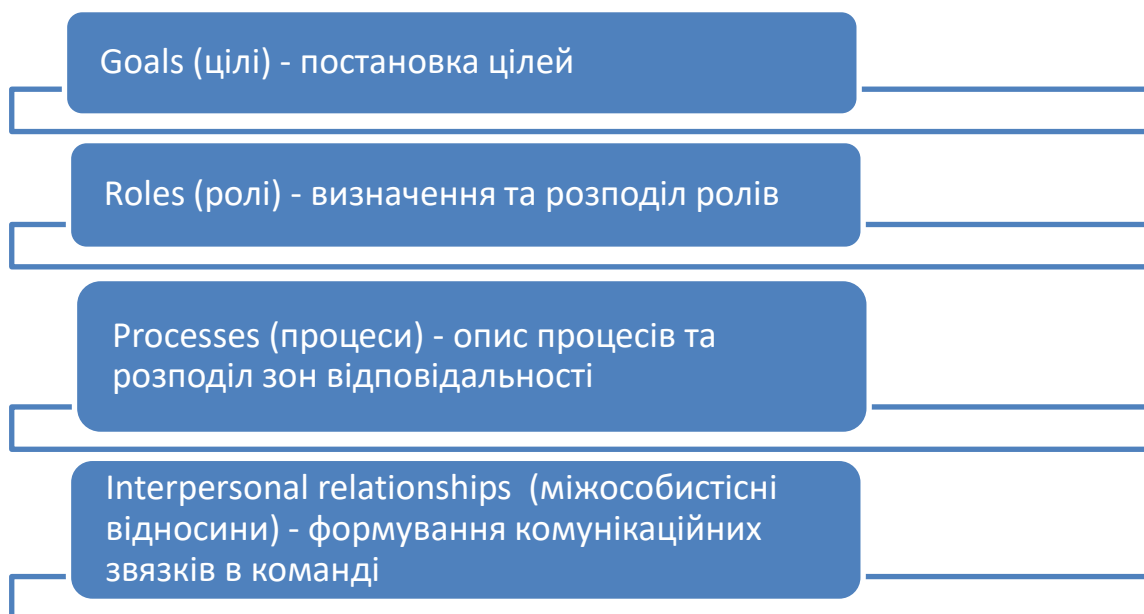 Goals (цілі) - постановка цілей
Roles (ролі) - визначення та розподіл ролів
Processes (процеси) - опис процесів та
розподіл зон відповідальності
Interpersonal relationships (міжособистісні
відносини) - формування комунікаційних
звязків в команді